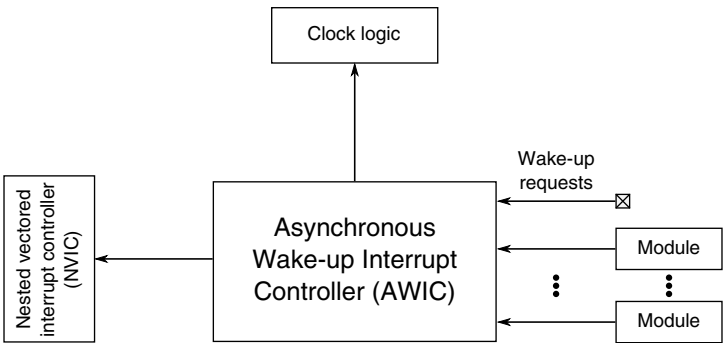 Clock logic
Nested vectored
interrupt controller
(NVIC)
Asynchronous
Wake-up Interrupt
Controller (AWIC)
Wake-up
requests
Module
Module